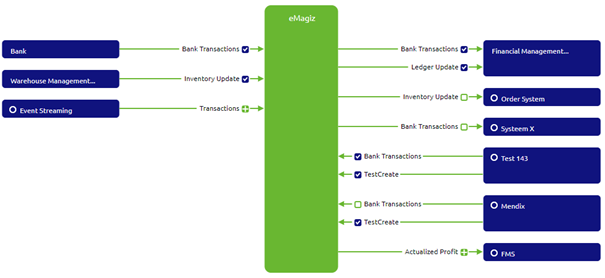 eMagiz
Bank
Bank Transactions
Warehouse Management...
Inventory Update
Event Streaming
Transactions
Bank Transactions
Financial Management...
Ledger Update
Inventory Update
Order System
Bank Transactions
Systeem X
Bank Transactions
Test 143
TestCreate
Bank Transactions
Mendix
TestCreate
Actualized Profit
FMS